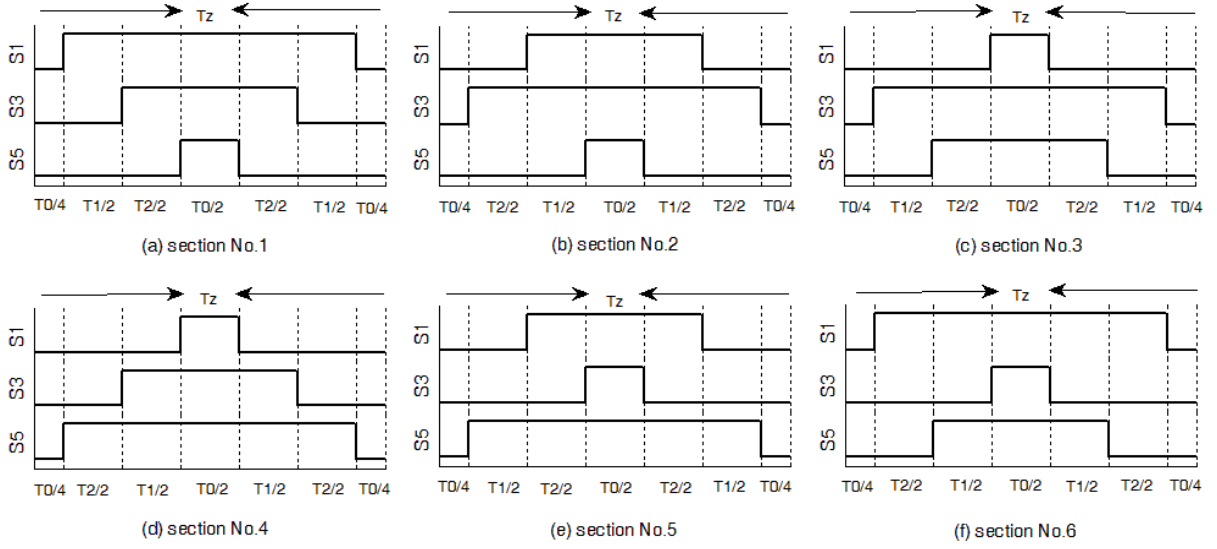 Tz Tz Tz
S1 S1 S1
S3 S3 S3
S5 S5 S5
T0/4 T1/2 T2/2 T0/2 T2/2 T1/2 T0/4 T0/4 T2/2 T1/2 T0/2 T1/2 T2/2 T0/4 T0/4 T1/2 T2/2 T0/2 T2/2 T1/2 T0/4
(a) section No.1 (b) section No.2 (c) section No.3
Tz Tz Tz
S1 S1 S1
S3 S3 S3
S5 S5 S5
T0/4 T2/2 T1/2 T0/2 T1/2 T2/2 T0/4 T0/4 T1/2 T2/2 T0/2 T2/2 T1/2 T0/4 T0/4 T2/2 T1/2 T0/2 T1/2 T2/2 T0/4
(d) section No.4 (e) section No.5 (f) section No.6